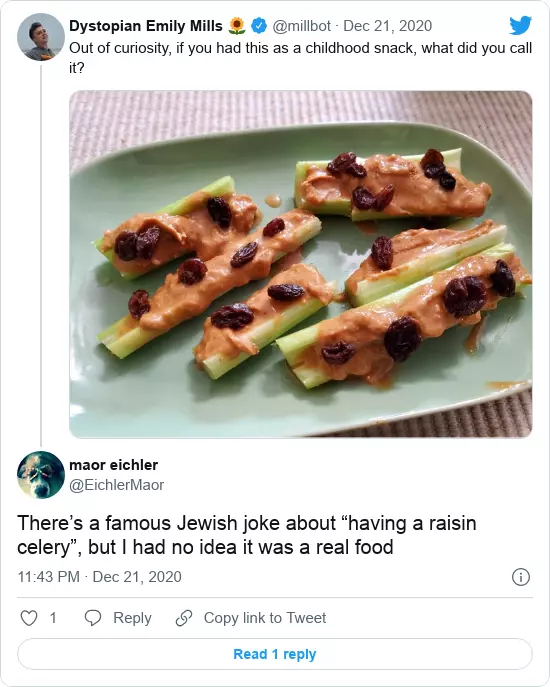 Dystopian Emily Mills 🌻 @millbot · Dec 21, 2020
Out of curiosity, if you had this as a childhood snack, what did you call
it?
maor eichler
@EichlerMaor
There’s a famous Jewish joke about “having a raisin
celery”, but I had no idea it was a real food
11:43 PM · Dec 21, 2020
1 Reply Copy link to Tweet
Read 1 reply